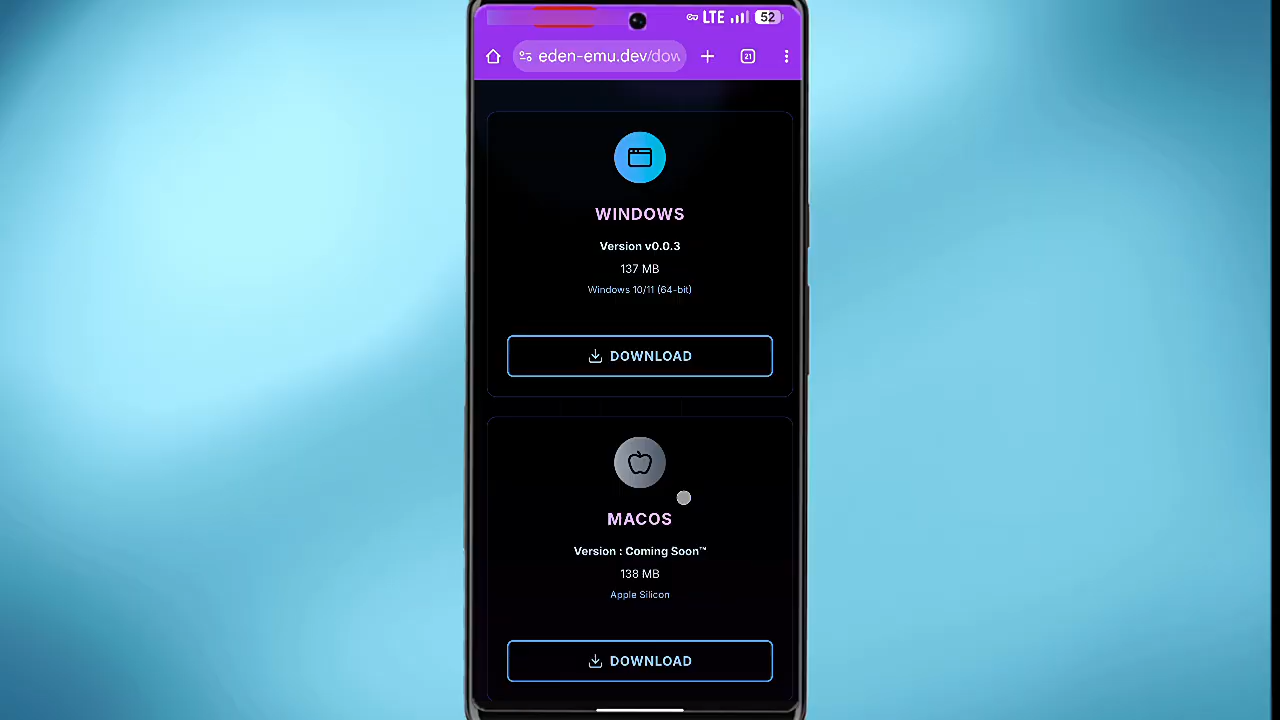 LTE 52
eden-emu.dev/dow
21
WINDOWS
Version v0.0.3
137 MB
Windows 10/11 (64-bit)
DOWNLOAD
MACOS
Version : Coming Soon™
138 MB
Apple Silicon
DOWNLOAD